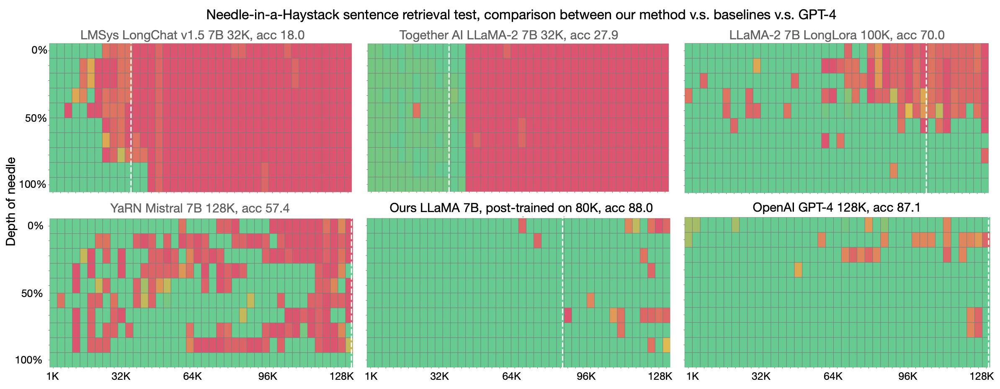 Needle-in-a-Haystack sentence retrieval test, comparison between our method v.s. baselines v.s. GPT-4
LMSys LongChat v1.5 7B 32K, acc 18.0
Together AI LLaMA-2 7B 32K, acc 27.9
LLaMA-2 7B LongLora 100K, acc 70.0
0%
50%
100%
Depth of needle
YaRN Mistral 7B 128K, acc 57.4
Ours LLaMA 7B, post-trained on 80K, acc 88.0
OpenAI GPT-4 128K, acc 87.1
0%
50%
100%
1K 32K 64K 96K 128K
1K 32K 64K 96K 128K
1K 32K 64K 96K 128K